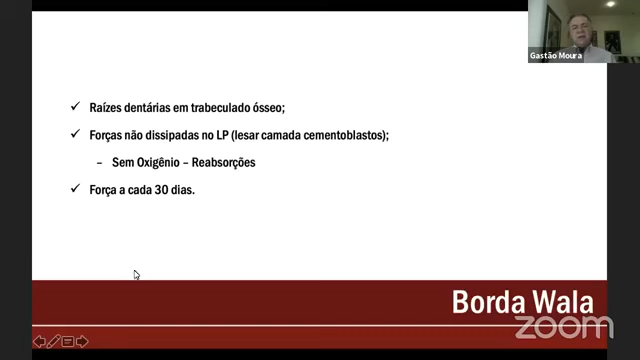 Gastão Moura
Raízes dentárias em trabeculado ósseo;
Forças não dissipadas no LP (lesar camada cementoblastos);
– Sem Oxigênio – Reabsorções
Força a cada 30 dias.
Borda Wala
zoom